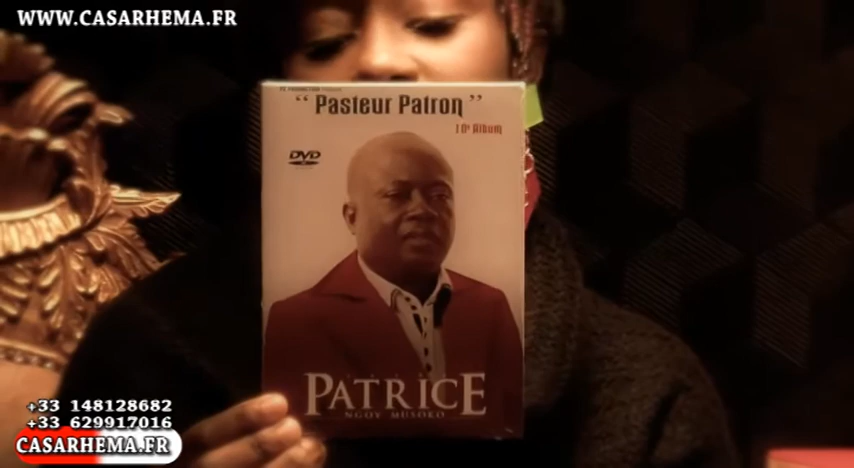 WWW.CASARHEMA.FR
“ Pasteur Patron ”
10e Album
DVD
PATRICE
NGOY MUSOKO
+33 148128682
+33 629917016
CASARHEMA.FR